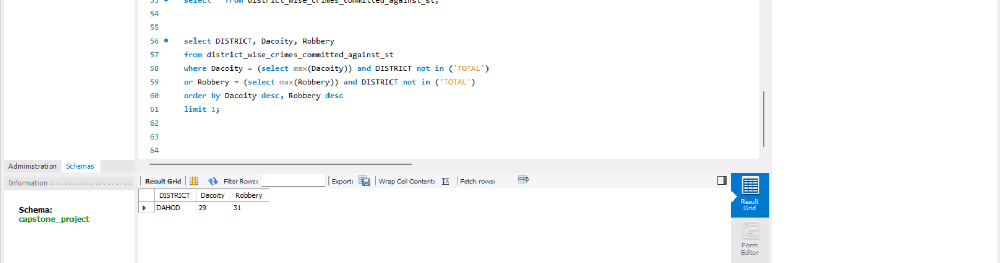 53 select * from district_wise_crimes_committed_against_st;
54
55
56 select DISTRICT, Dacoity, Robbery
57 from district_wise_crimes_committed_against_st
58 where Dacoity = (select max(Dacoity)) and DISTRICT not in ('TOTAL')
59 or Robbery = (select max(Robbery)) and DISTRICT not in ('TOTAL')
60 order by Dacoity desc, Robbery desc
61 limit 1;
62
63
64
Administration Schemas
Information
Schema:
capstone_project
Result Grid Filter Rows: Export: Wrap Cell Content: IA Fetch rows:
DISTRICT Dacoity Robbery
DAHOD 29 31
Result
Grid
Form
Editor